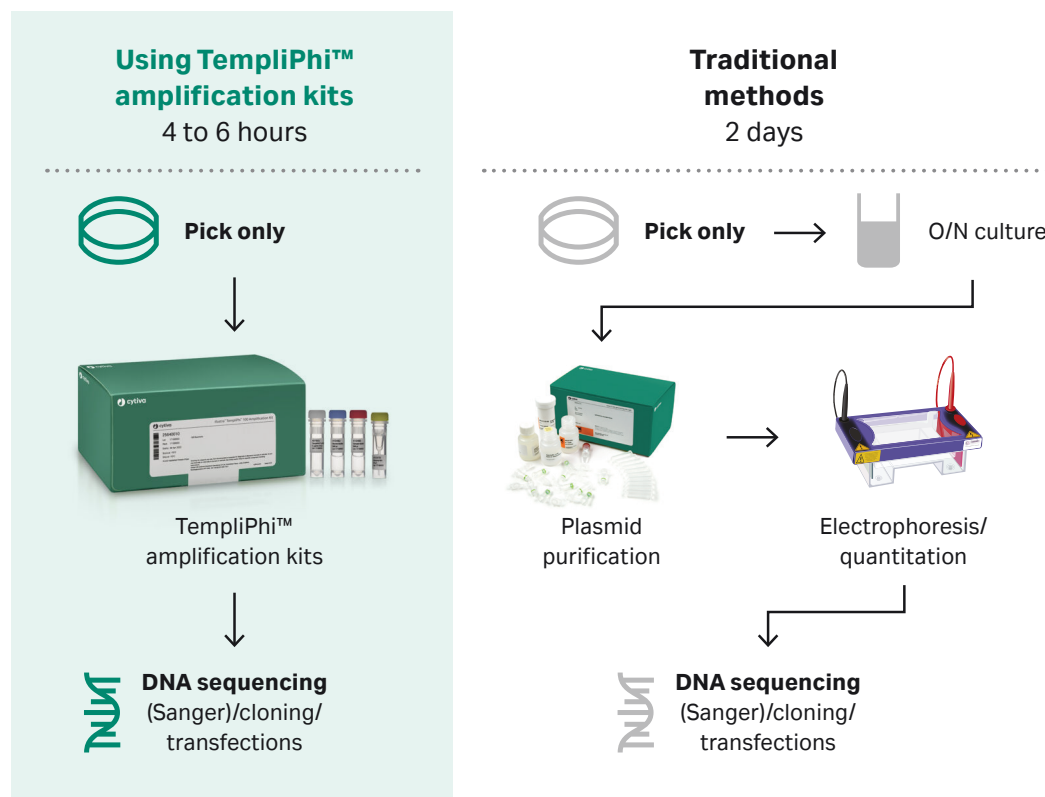 Using TempliPhi™
amplification kits
4 to 6 hours
Pick only
cytiva
TempliPhi™
amplification kits
DNA sequencing
(Sanger)/cloning/
transfections
Traditional
methods
2 days
Pick only
O/N culture
Plasmid
purification
Electrophoresis/
quantitation
DNA sequencing
(Sanger)/cloning/
transfections